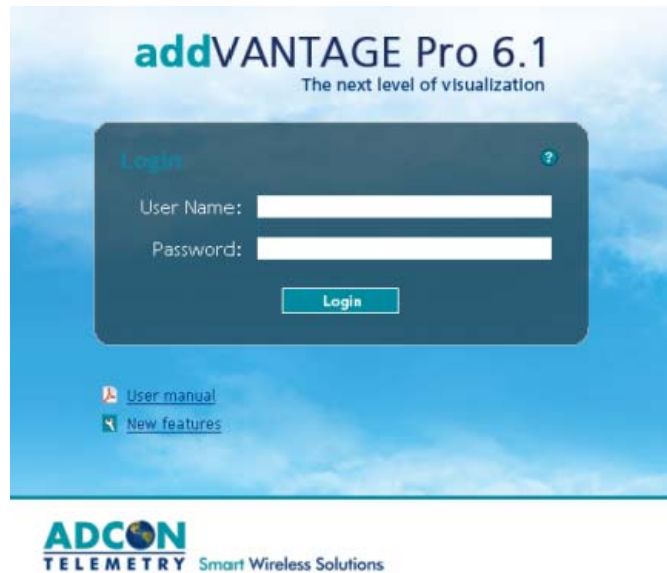 addVANTAGE Pro 6.1
The next level of visualization
Login
?
User Name:
Password:
Login
User manual
New features
ADCON
TELEMETRY Smart Wireless Solutions